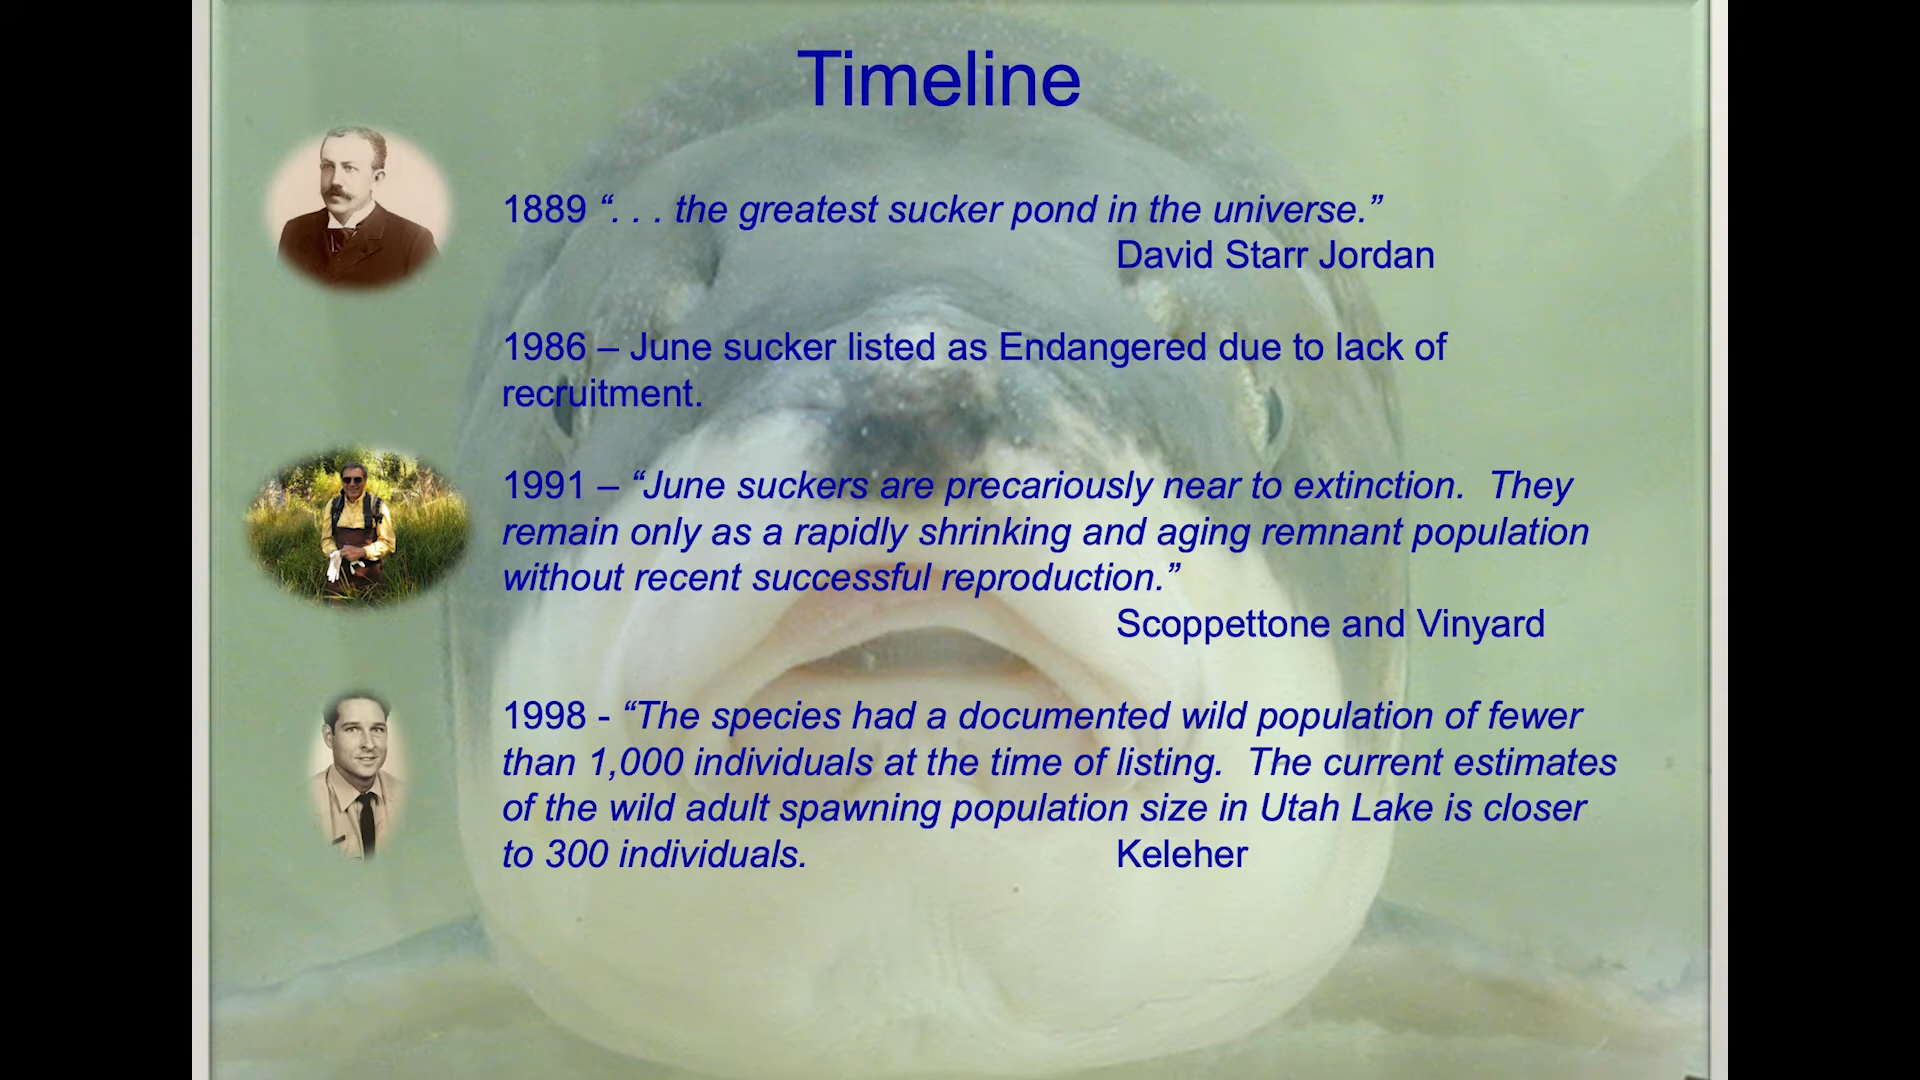 Timeline
1889 “. . . the greatest sucker pond in the universe.”
David Starr Jordan
1986 – June sucker listed as Endangered due to lack of
recruitment.
1991 – “June suckers are precariously near to extinction.  They
remain only as a rapidly shrinking and aging remnant population
without recent successful reproduction.”
Scoppettone and Vinyard
1998 - “The species had a documented wild population of fewer
than 1,000 individuals at the time of listing.  The current estimates
of the wild adult spawning population size in Utah Lake is closer
to 300 individuals. Keleher